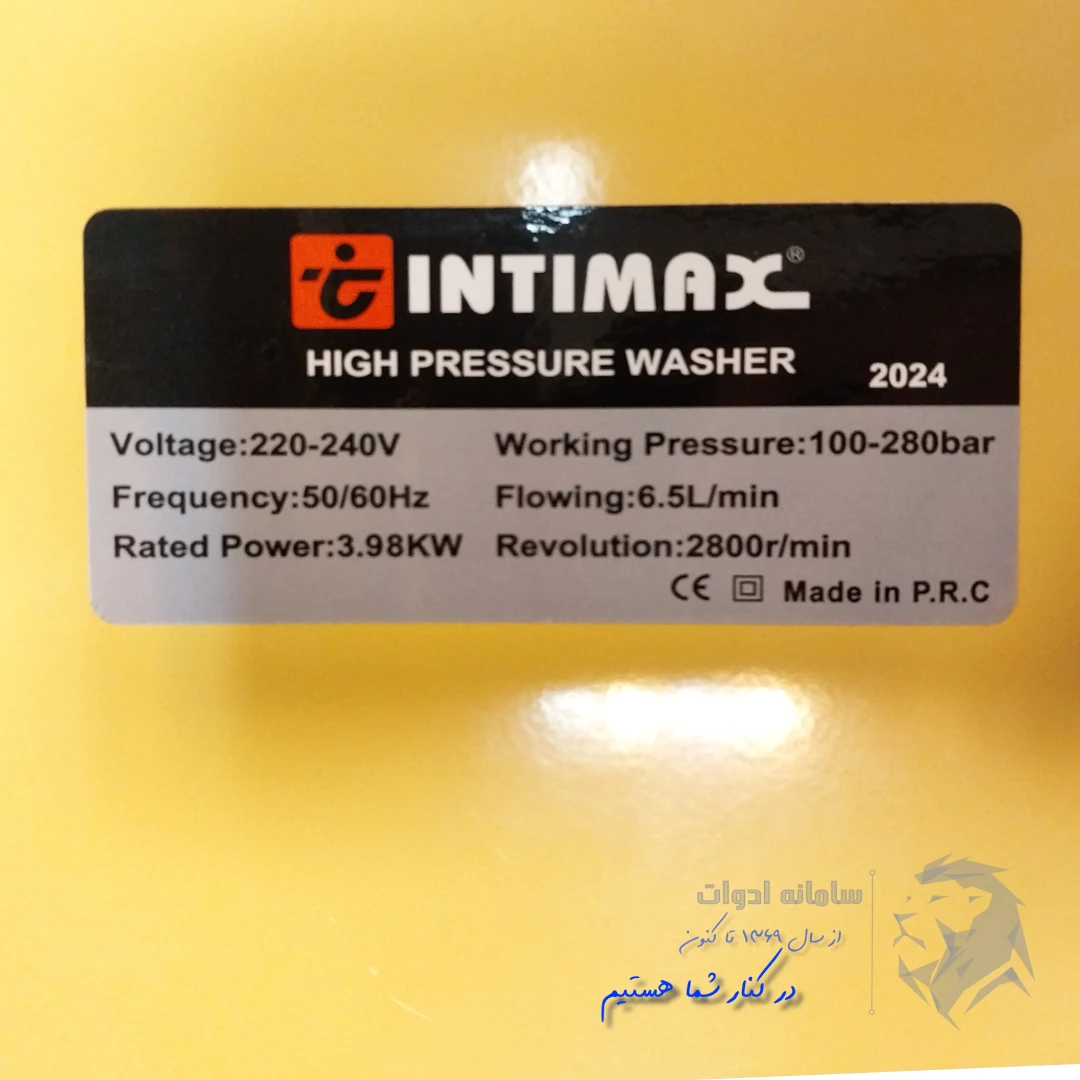 INTIMAX®
HIGH PRESSURE WASHER
2024
Voltage:220-240V Working Pressure:100-280bar
Frequency:50/60Hz Flowing:6.5L/min
Rated Power:3.98KW Revolution:2800r/min
CE Made in P.R.C
سامانه ادوات
از سال ۱۳۶۹ تا کنون
در کنار شما هستیم